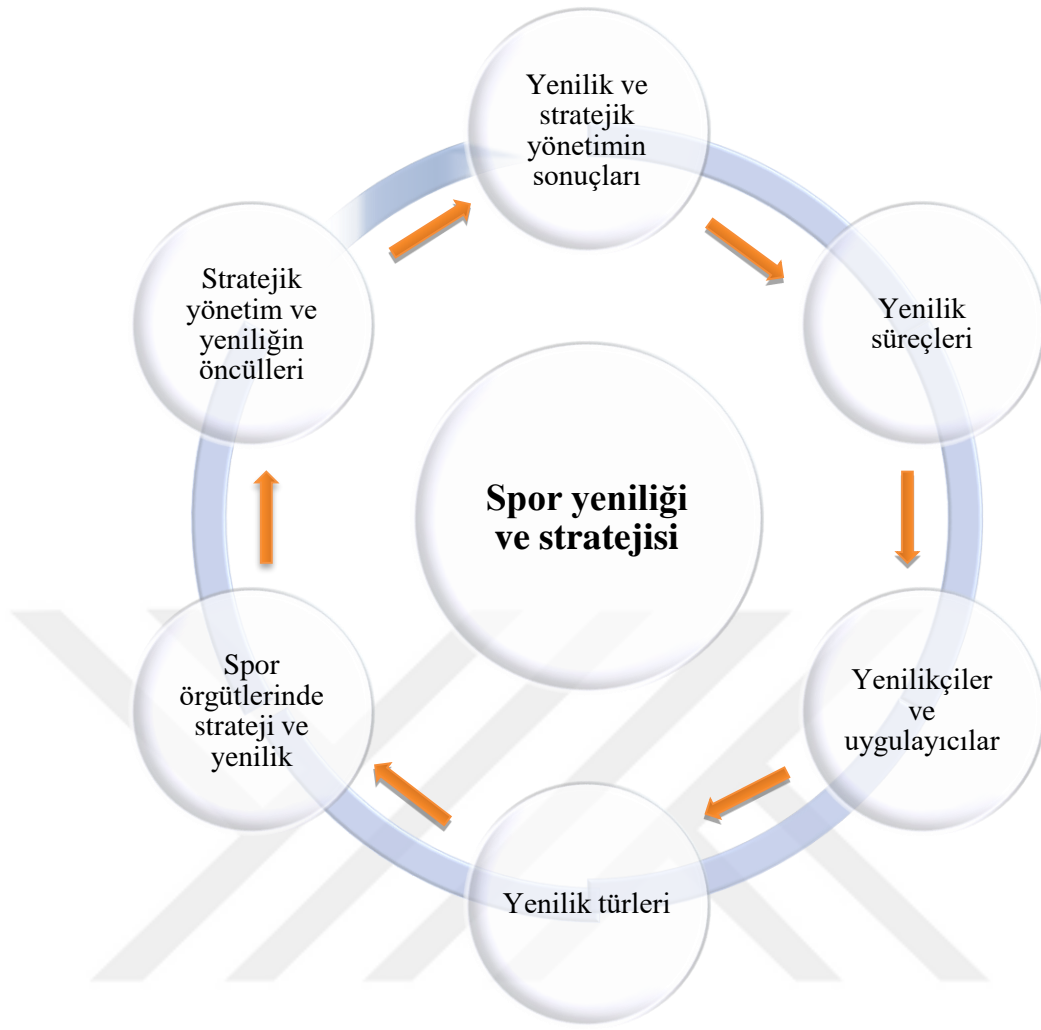 Yenilik ve
stratejik
yönetimin
sonuçları
Yenilik
süreçleri
Yenilikçiler
ve
uygulayıcılar
Yenilik türleri
Spor
örgütlerinde
strateji ve
yenilik
Stratejik
yönetim ve
yeniliğin
öncülleri
Spor yeniliği
ve stratejisi